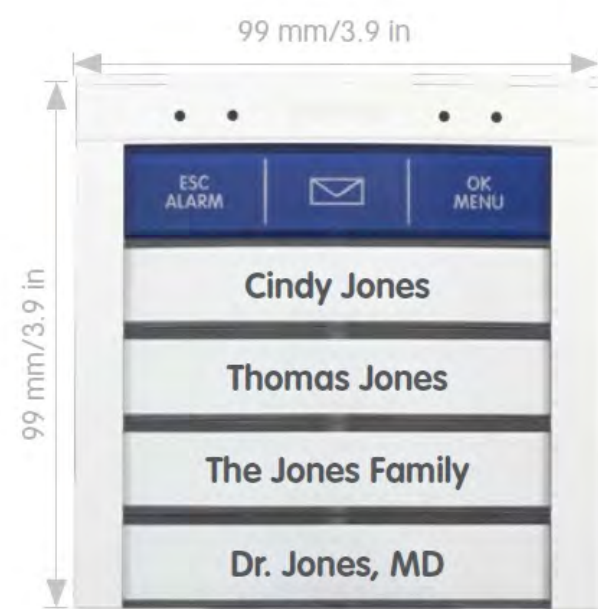 99 mm/3.9 in
99 mm/3.9 in
ESC
ALARM
OK
MENU
Cindy Jones
Thomas Jones
The Jones Family
Dr. Jones, MD